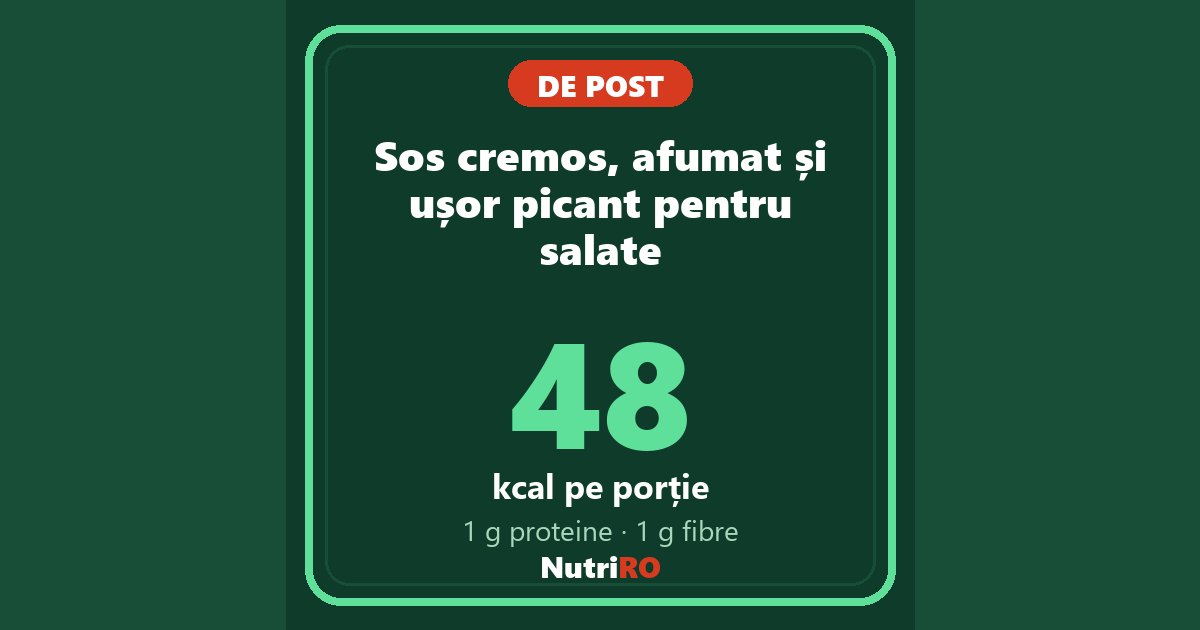 DE POST
Sos cremos, afumat și
ușor picant pentru
salate
48
kcal pe porție
1 g proteine · 1 g fibre
NutriRO